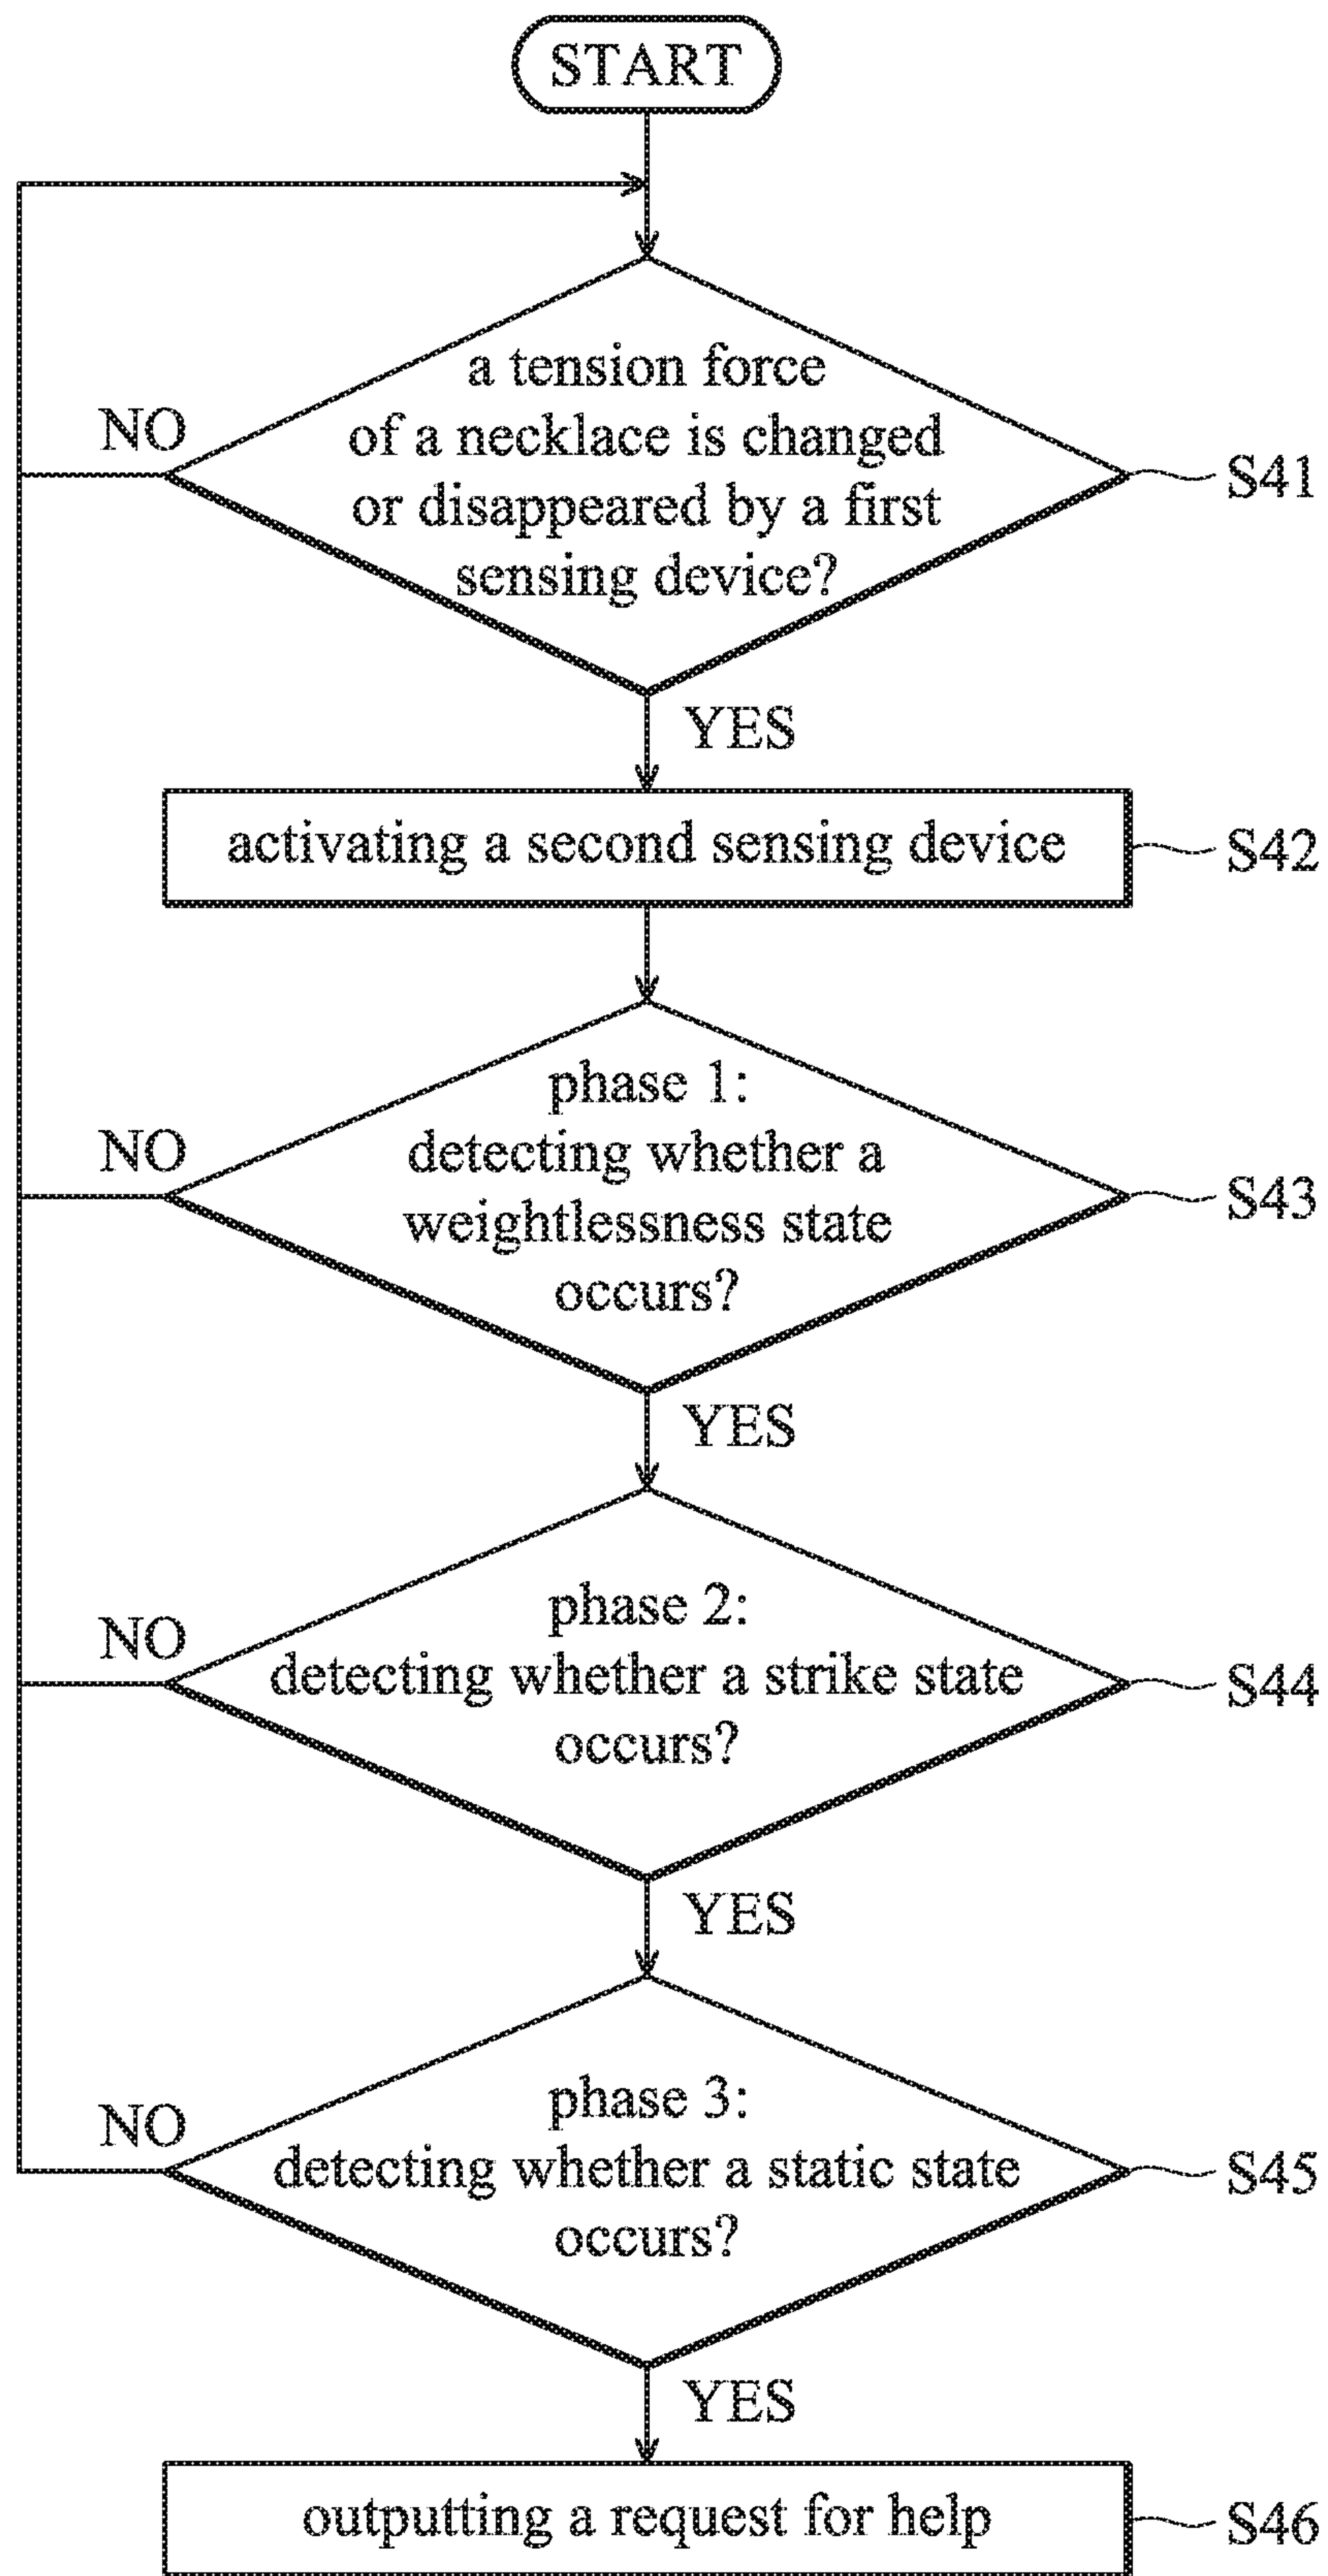 START
a tension force
of a necklace is changed
or disappeared by a first
sensing device?
NO
S41
YES
activating a second sensing device
S42
phase 1:
detecting whether a
weightlessness state
occurs?
NO
S43
YES
phase 2:
detecting whether a strike state
occurs?
NO
S44
YES
phase 3:
detecting whether a static state
occurs?
NO
S45
YES
outputting a request for help
S46